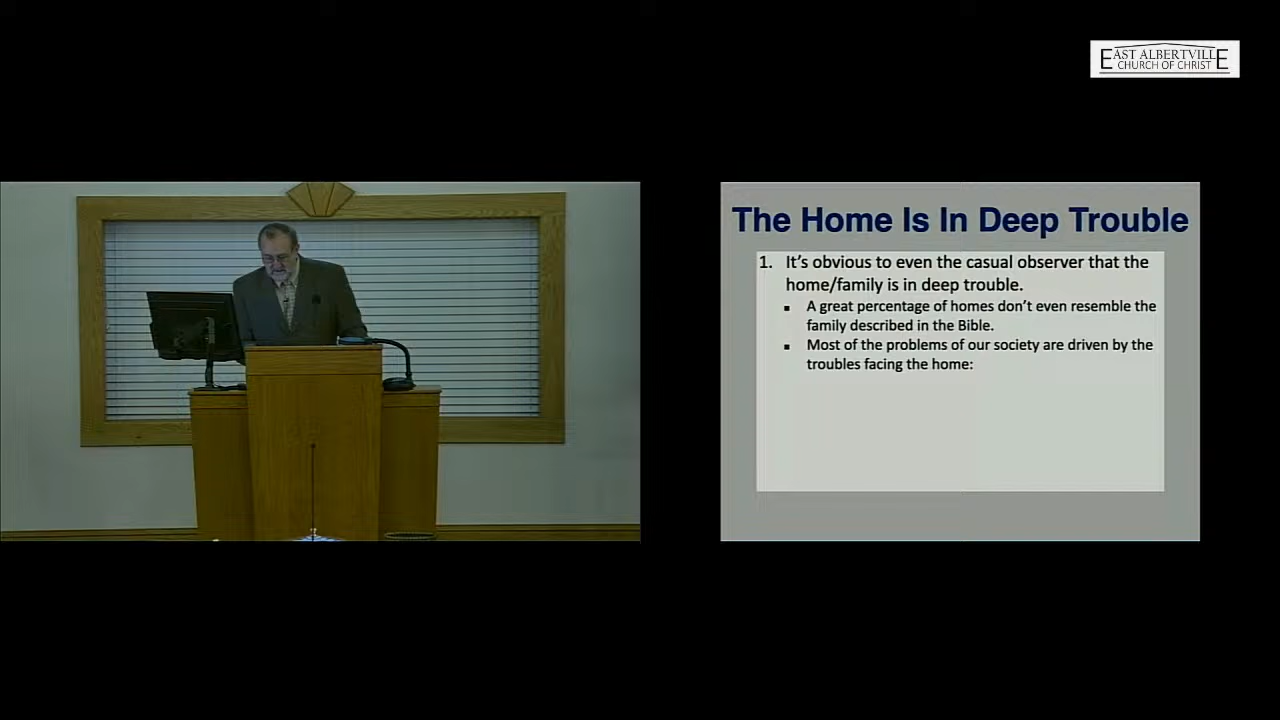 EAST ALBERTVILLE
CHURCH OF CHRIST
The Home Is In Deep Trouble
1. It's obvious to even the casual observer that the
home/family is in deep trouble.
▪ A great percentage of homes don't even resemble the
family described in the Bible.
▪ Most of the problems of our society are driven by the
troubles facing the home: